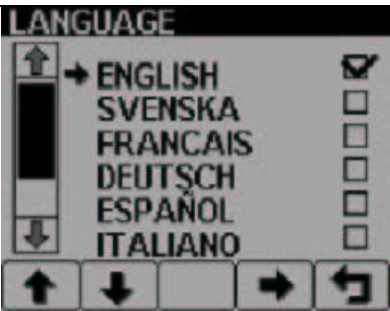 LANGUAGE
ENGLISH
SVENSKA
FRANCAIS
DEUTSCH
ESPAÑOL
ITALIANO